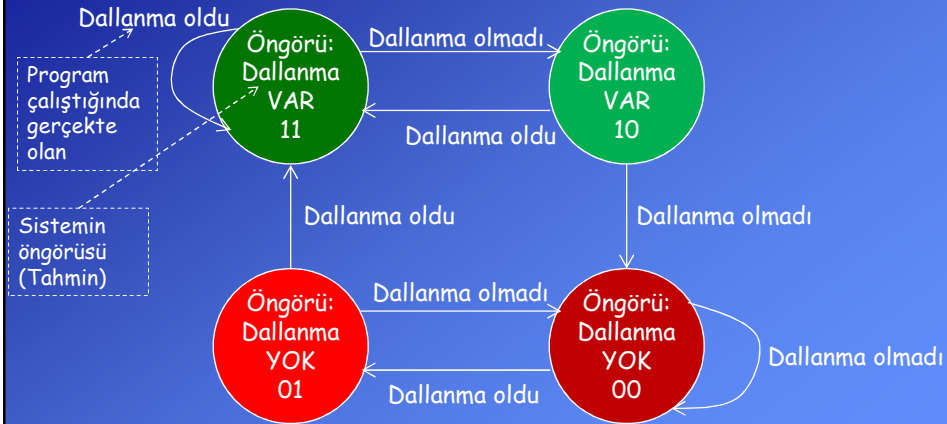 Dallanma oldu
Program
çalıştığında
gerçekte
olan
Sistemin
öngörüsü
(Tahmin)
Öngörü:
Dallanma
VAR
11
Dallanma olmadı
Dallanma oldu
Öngörü:
Dallanma
VAR
10
Dallanma oldu
Dallanma olmadı
Öngörü:
Dallanma
YOK
01
Dallanma olmadı
Dallanma oldu
Öngörü:
Dallanma
YOK
00
Dallanma olmadı